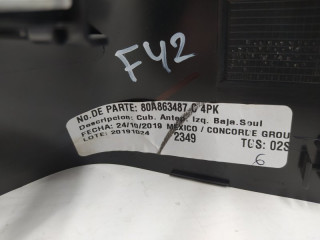 F42
No. DE PARTE: 80A863487 C 4PK
Descripcion: Cub. Antep. Izq. Baja.Soul
FECHA: 24/10/2019 MEXICO / CONCORDE GROU
LOTE: 20191024 2349 TCS: 02S
6